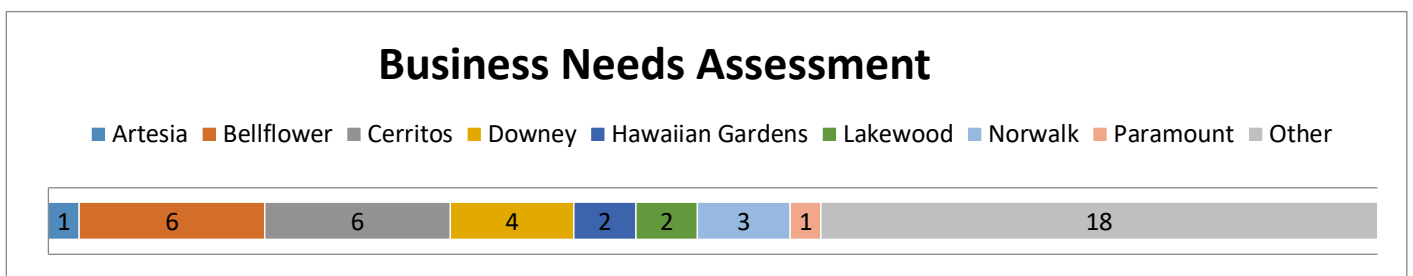 Business Needs Assessment
Artesia Bellflower Cerritos Downey Hawaiian Gardens Lakewood Norwalk Paramount Other
1 6 6 4 2 2 3 1 18